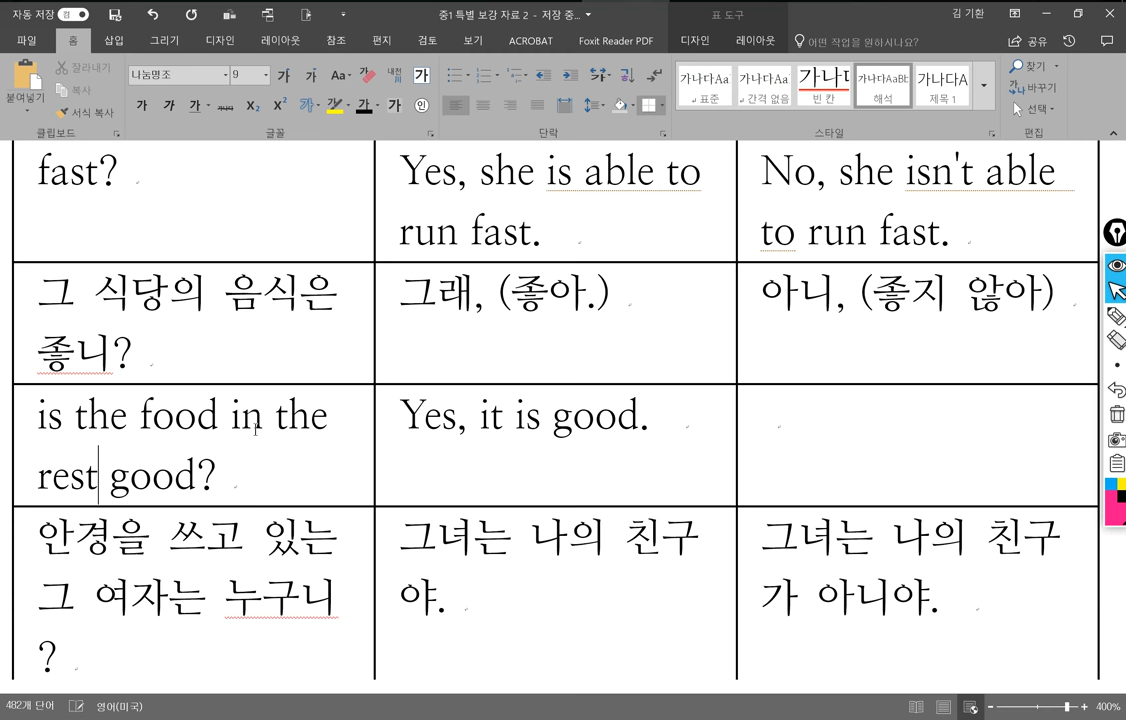 자동 저장 컴
중1 특별 보강 자료 2 - 저장 중...
표 도구
김 기환
파일 홈 삽입 그리기 디자인 레이아웃 참조 편지 검토 보기 ACROBAT Foxit Reader PDF 디자인 레이아웃 어떤 작업을 원하시나요? 공유
붙여넣기
잘라내기
복사
서식 복사
클립보드
나눔명조 9
글꼴
단락
가나다Aa 가나다Aa 가나다 가나다AaBb 가나다A
표준 간격 없음 빈 칸 해석 제목 1
스타일
찾기
바꾸기
선택
편집
fast?
Yes, she is able to
run fast.
No, she isn't able
to run fast.
그 식당의 음식은
좋니?
그래, (좋아.)
아니, (좋지 않아)
is the food in the
rest good?
Yes, it is good.
안경을 쓰고 있는
그 여자는 누구니
?
그녀는 나의 친구
야.
그녀는 나의 친구
가 아니야.
482개 단어 영어(미국) 400%